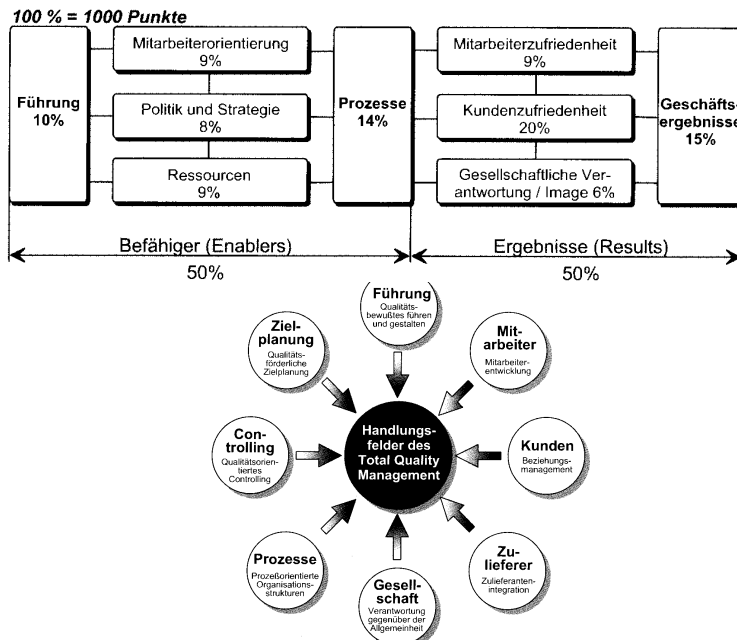 100 % = 1000 Punkte
Führung
10%
Mitarbeiterorientierung
9%
Politik und Strategie
8%
Ressourcen
9%
Prozesse
14%
Mitarbeiterzufriedenheit
9%
Kundenzufriedenheit
20%
Gesellschaftliche Ver-
antwortung / Image 6%
Geschäfts-
ergebnisse
15%
Befähiger (Enablers)
50%
Ergebnisse (Results)
50%
Führung
Qualitäts-
bewußtes führen
und gestalten
Mit-
arbeiter
Mitarbeiter-
entwicklung
Kunden
Beziehungs-
management
Zu-
lieferer
Zulieferanten-
integration
Gesell-
schaft
Verantwortung
gegenüber der
Allgemeinheit
Prozesse
Prozeßorientierte
Organisations-
strukturen
Con-
trolling
Qualitätsorien-
tiertes
Controlling
Ziel-
planung
Qualitäts-
förderliche
Zielplanung
Handlungs-
felder des
Total Quality
Management